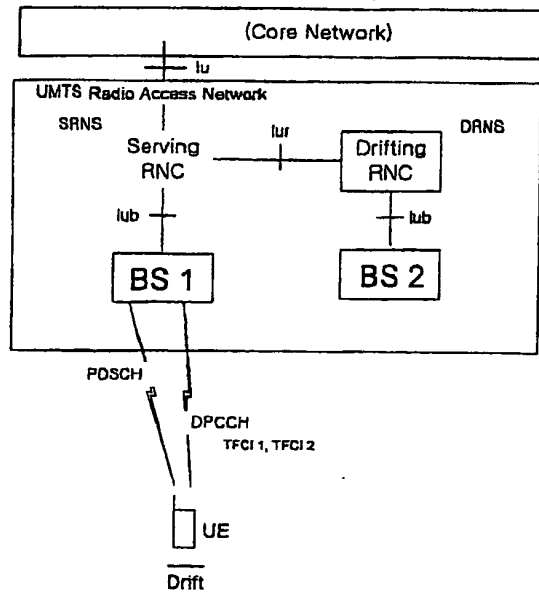 (Core Network)
Iu
UMTS Radio Access Network
SRNS
DRNS
Serving
RNC
Iur
Drifting
RNC
Iub
Iub
BS 1
BS 2
PDSCH
DPCCH
TFCI 1, TFCI 2
UE
Drift